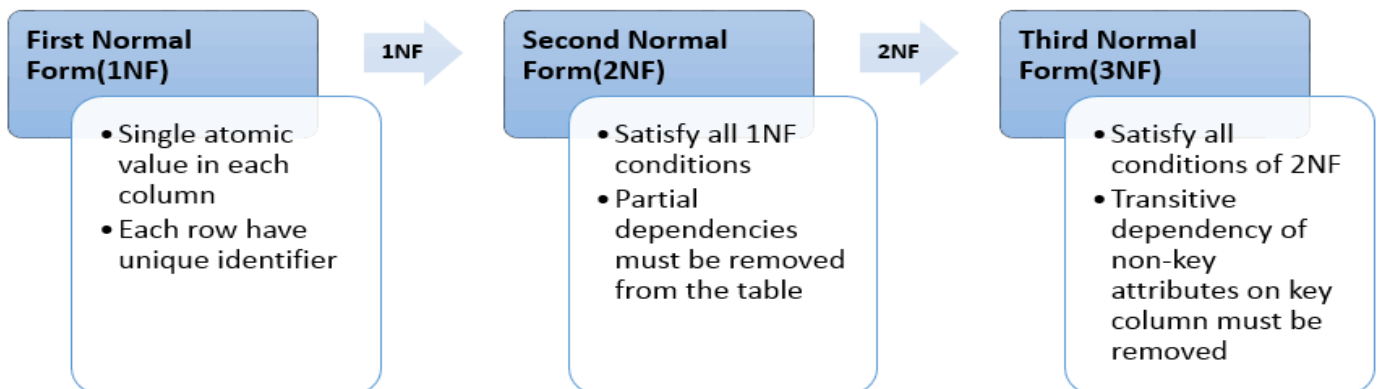 First Normal
Form(1NF)
• Single atomic
value in each
column
• Each row have
unique identifier
1NF
Second Normal
Form(2NF)
• Satisfy all 1NF
conditions
• Partial
dependencies
must be removed
from the table
2NF
Third Normal
Form(3NF)
• Satisfy all
conditions of 2NF
• Transitive
dependency of
non-key
attributes on key
column must be
removed